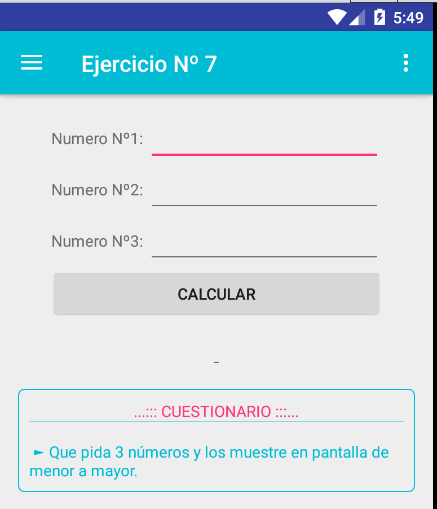 5:49
Ejercicio Nº 7
Numero Nº1:
Numero Nº2:
Numero Nº3:
CALCULAR
-
...::: CUESTIONARIO :::...
► Que pida 3 números y los muestre en pantalla de
menor a mayor.